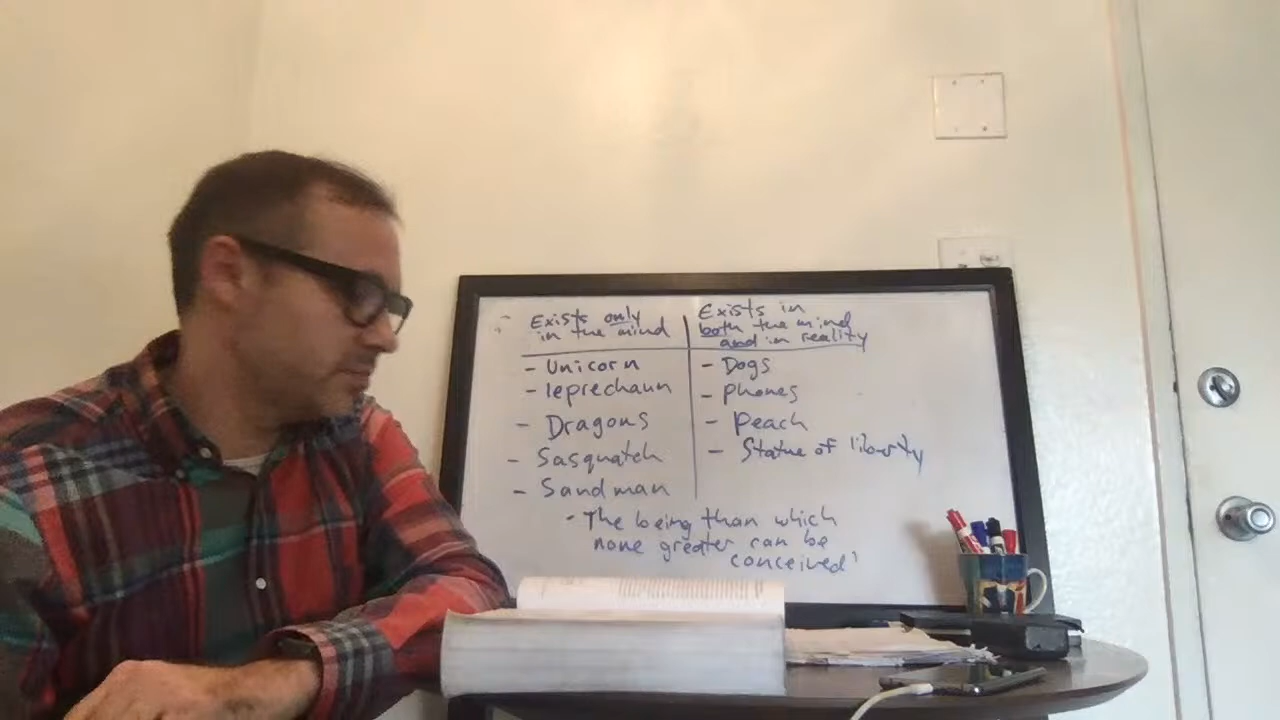 Exists only
in the mind
Exists in
both the mind
and in reality
- Unicorn
- leprechaun
- Dragons
- Sasquatch
- Sandman
- Dogs
- Phones
- Peach
- Statue of liberty
"The being than which
none greater can be
conceived"